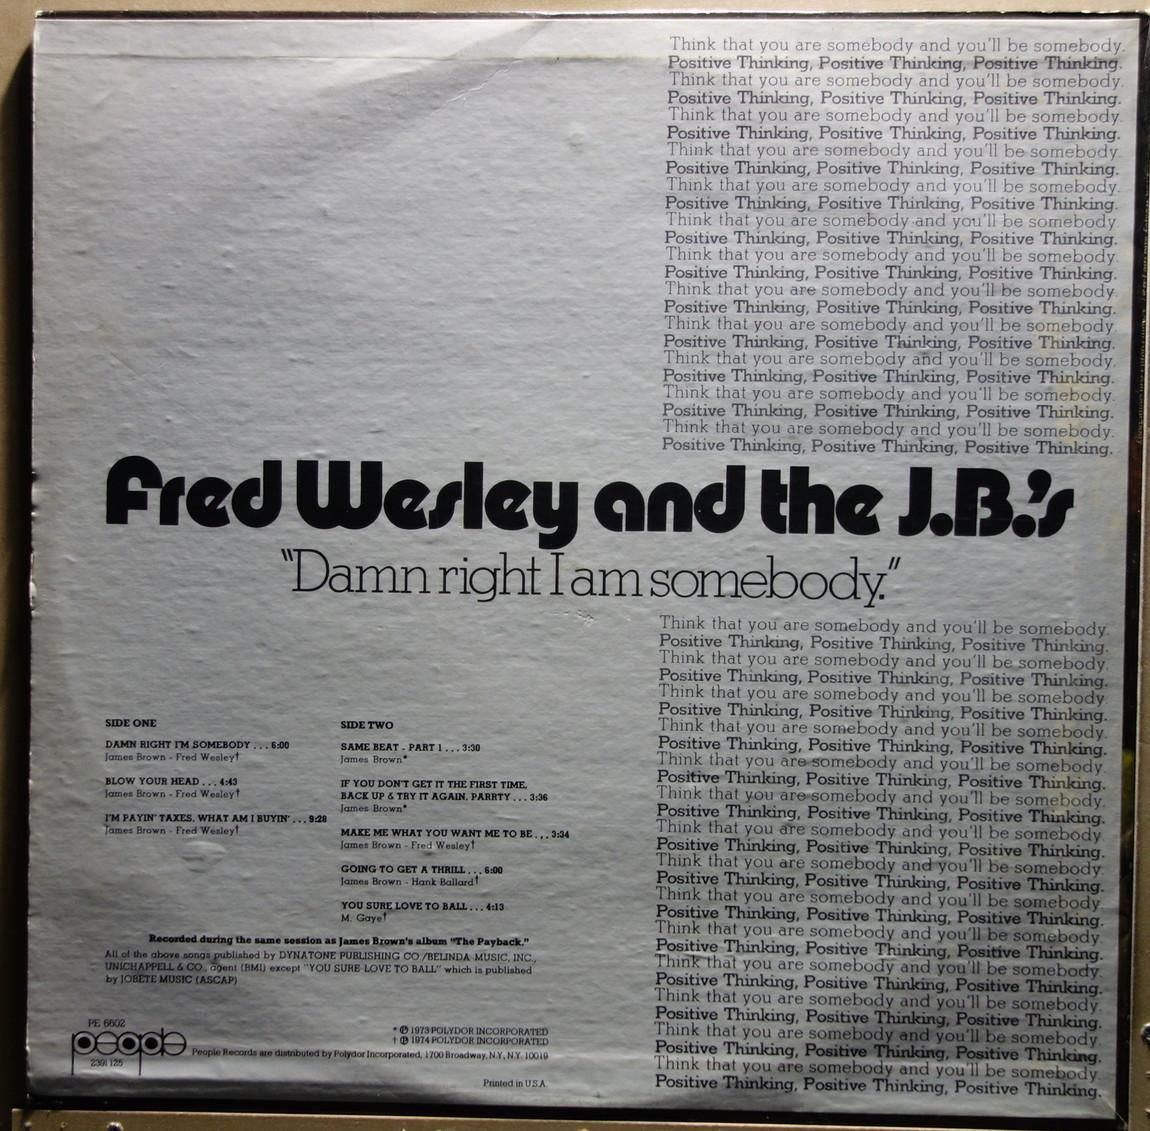 Think that you are somebody and you'll be somebody.
Positive Thinking, Positive Thinking, Positive Thinking.
Think that you are somebody and you'll be somebody.
Positive Thinking, Positive Thinking, Positive Thinking.
Think that you are somebody and you'll be somebody.
Positive Thinking, Positive Thinking, Positive Thinking.
Think that you are somebody and you'll be somebody.
Positive Thinking, Positive Thinking, Positive Thinking.
Think that you are somebody and you'll be somebody.
Positive Thinking, Positive Thinking, Positive Thinking.
Think that you are somebody and you'll be somebody.
Positive Thinking, Positive Thinking, Positive Thinking.
Think that you are somebody and you'll be somebody.
Positive Thinking, Positive Thinking, Positive Thinking.
Think that you are somebody and you'll be somebody.
Positive Thinking, Positive Thinking, Positive Thinking.
Think that you are somebody and you'll be somebody.
Positive Thinking, Positive Thinking, Positive Thinking.
Think that you are somebody and you'll be somebody.
Positive Thinking, Positive Thinking, Positive Thinking.
Think that you are somebody and you'll be somebody.
Positive Thinking, Positive Thinking, Positive Thinking.
Think that you are somebody and you'll be somebody.
Positive Thinking, Positive Thinking, Positive Thinking.
Fred Wesley and the J.B.'s
"Damn right I am somebody."
SIDE ONE
DAMN RIGHT I'M SOMEBODY . . . 6:00
James Brown - Fred Wesley†
BLOW YOUR HEAD . . . 4:43
James Brown - Fred Wesley†
I'M PAYIN' TAXES, WHAT AM I BUYIN' . . . 9:28
James Brown - Fred Wesley†
SIDE TWO
SAME BEAT - PART 1 . . . 3:30
James Brown*
IF YOU DON'T GET IT THE FIRST TIME,
BACK UP & TRY IT AGAIN, PARRTY . . . 3:36
James Brown*
MAKE ME WHAT YOU WANT ME TO BE . . . 3:34
James Brown - Fred Wesley†
GOING TO GET A THRILL . . . 6:00
James Brown - Hank Ballard†
YOU SURE LOVE TO BALL . . . 4:13
M. Gaye†
Recorded during the same session as James Brown's album "The Payback."
All of the above songs published by DYNATONE PUBLISHING CO./BELINDA MUSIC, INC.,
UNICHAPPELL & CO., agent (BMI) except "YOU SURE LOVE TO BALL" which is published
by JOBETE MUSIC (ASCAP)
PE 6602
people
2391 125
* ℗ 1973 POLYDOR INCORPORATED
† ℗ 1974 POLYDOR INCORPORATED
People Records are distributed by Polydor Incorporated, 1700 Broadway, N.Y., N.Y. 10019
Printed in U.S.A.
Think that you are somebody and you'll be somebody.
Positive Thinking, Positive Thinking, Positive Thinking.
Think that you are somebody and you'll be somebody.
Positive Thinking, Positive Thinking, Positive Thinking.
Think that you are somebody and you'll be somebody.
Positive Thinking, Positive Thinking, Positive Thinking.
Think that you are somebody and you'll be somebody.
Positive Thinking, Positive Thinking, Positive Thinking.
Think that you are somebody and you'll be somebody.
Positive Thinking, Positive Thinking, Positive Thinking.
Think that you are somebody and you'll be somebody.
Positive Thinking, Positive Thinking, Positive Thinking.
Think that you are somebody and you'll be somebody.
Positive Thinking, Positive Thinking, Positive Thinking.
Think that you are somebody and you'll be somebody.
Positive Thinking, Positive Thinking, Positive Thinking.
Think that you are somebody and you'll be somebody.
Positive Thinking, Positive Thinking, Positive Thinking.
Think that you are somebody and you'll be somebody.
Positive Thinking, Positive Thinking, Positive Thinking.
Think that you are somebody and you'll be somebody.
Positive Thinking, Positive Thinking, Positive Thinking.
Think that you are somebody and you'll be somebody.
Positive Thinking, Positive Thinking, Positive Thinking.
Think that you are somebody and you'll be somebody.
Positive Thinking, Positive Thinking, Positive Thinking.
Think that you are somebody and you'll be somebody.
Positive Thinking, Positive Thinking, Positive Thinking.